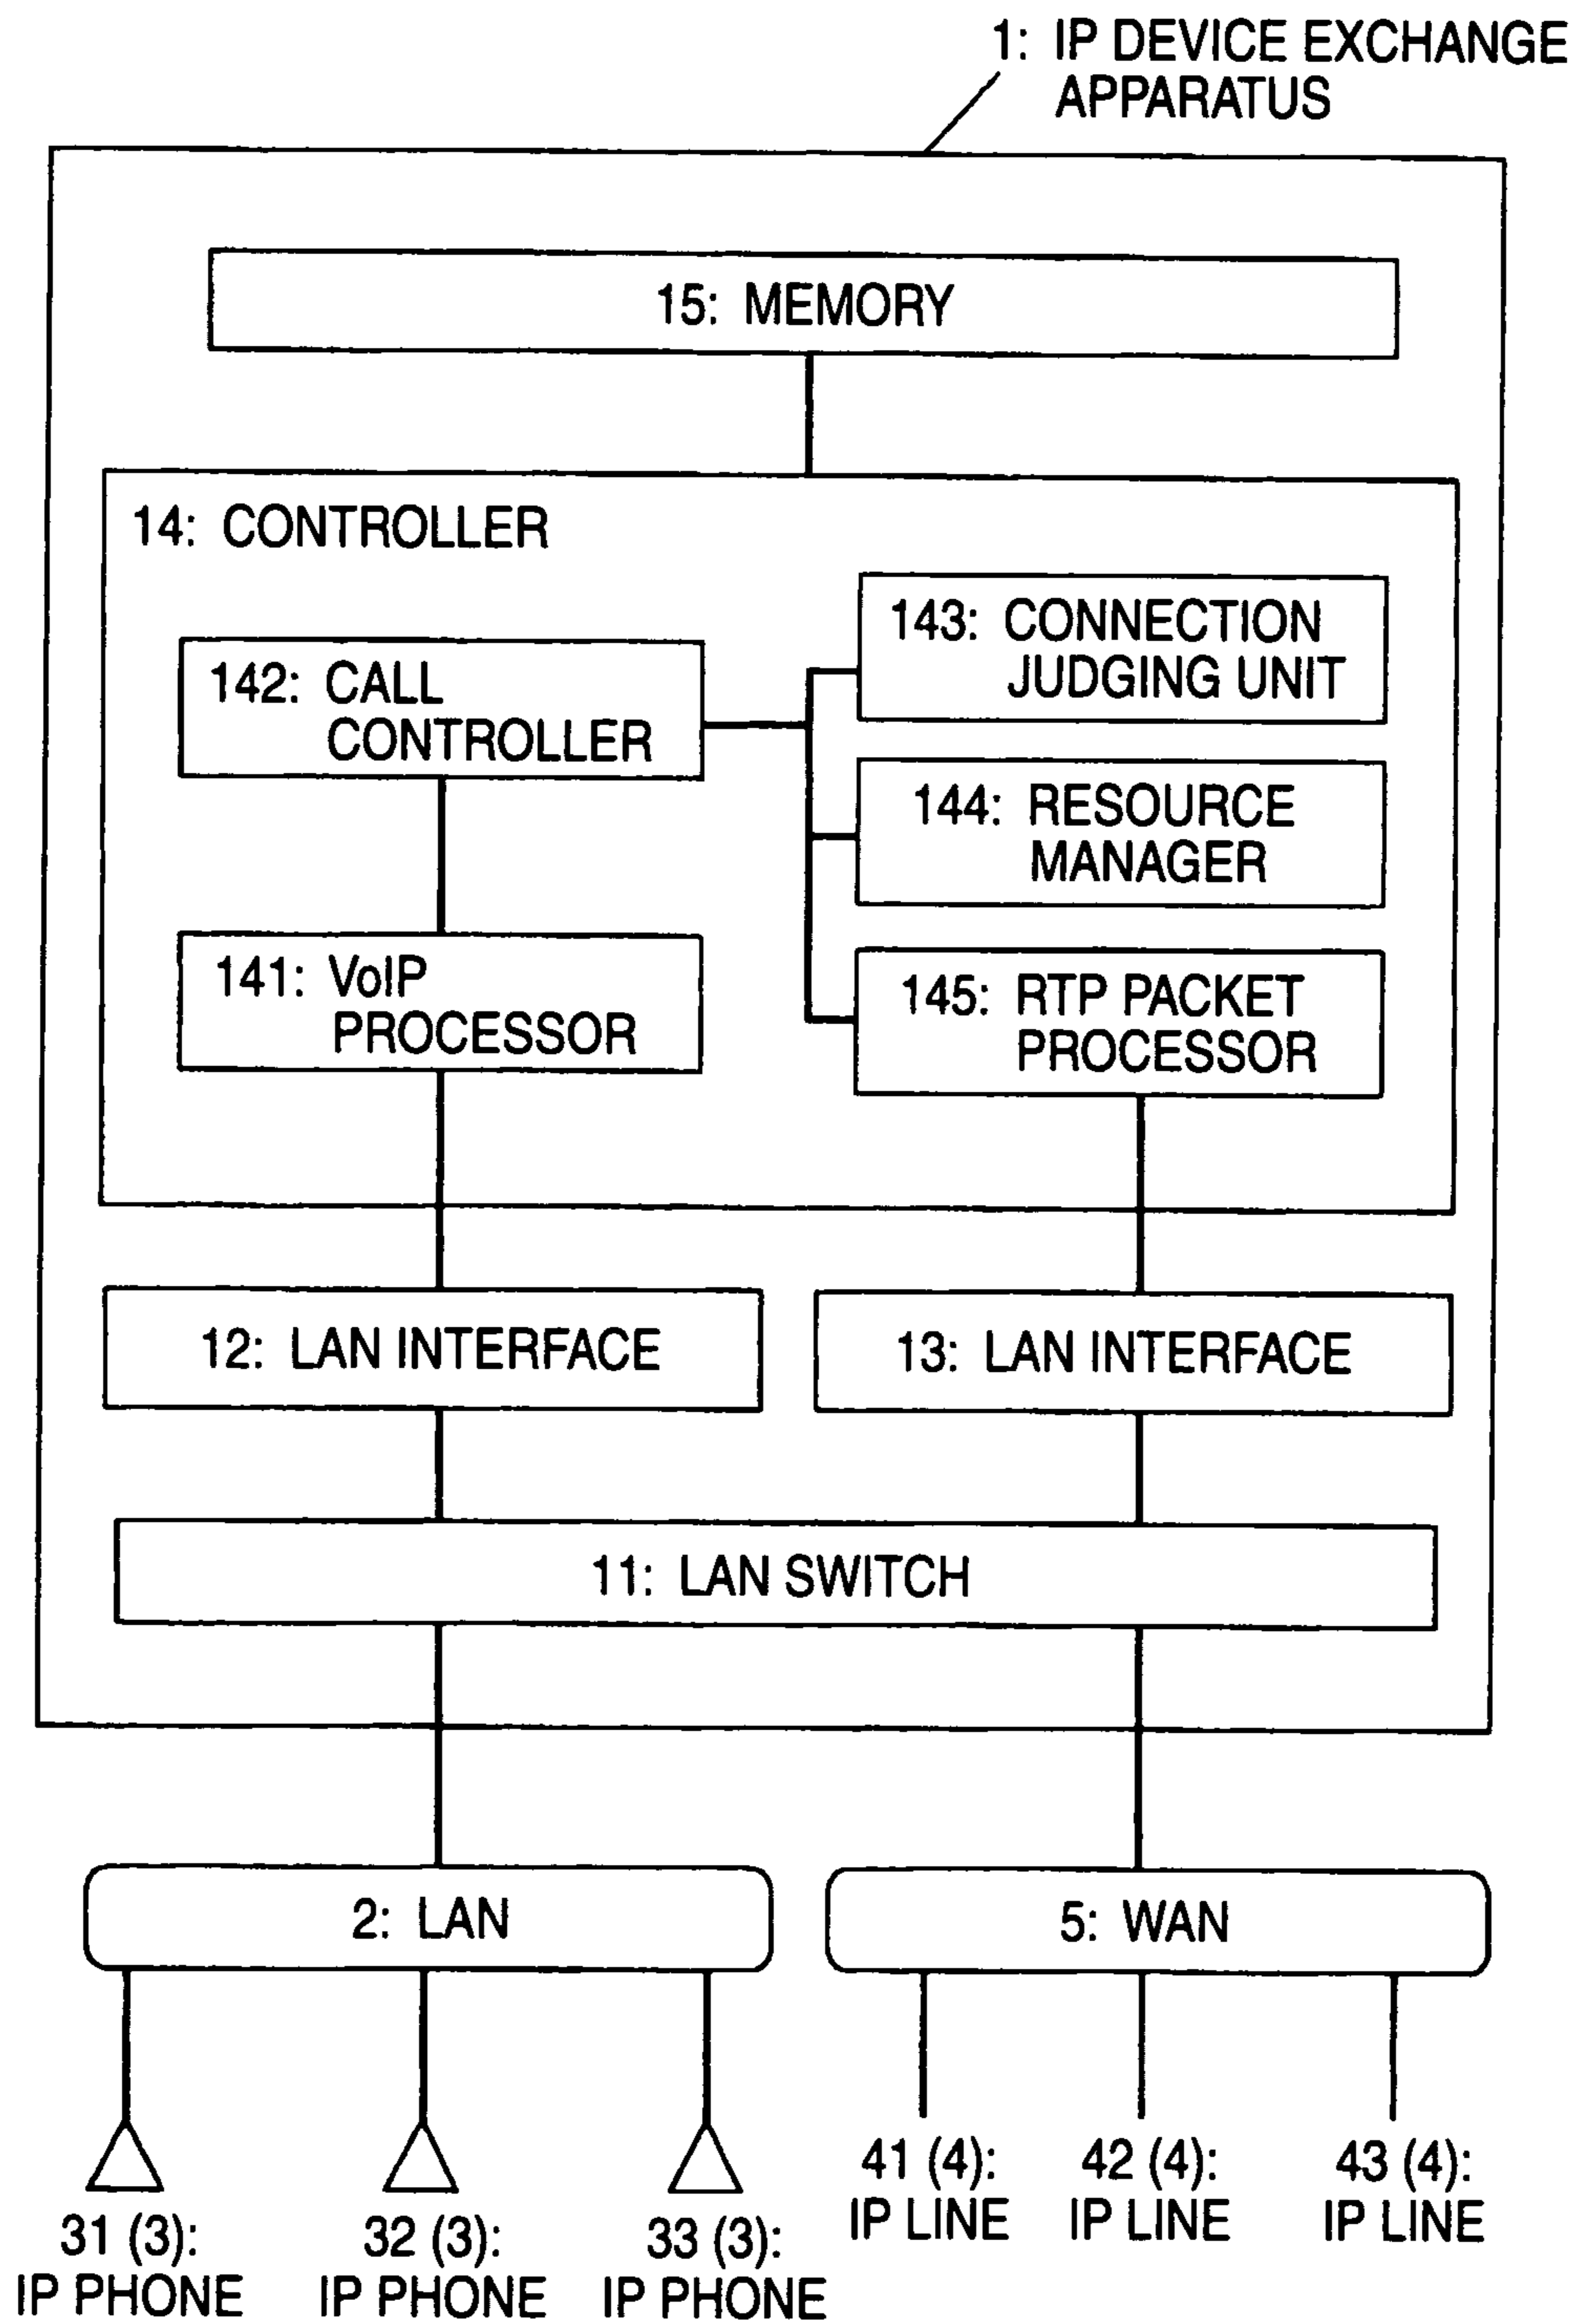 1: IP DEVICE EXCHANGE
APPARATUS
15: MEMORY
14: CONTROLLER
143: CONNECTION
JUDGING UNIT
142: CALL
CONTROLLER
144: RESOURCE
MANAGER
141: VoIP
PROCESSOR
145: RTP PACKET
PROCESSOR
12: LAN INTERFACE
13: LAN INTERFACE
11: LAN SWITCH
2: LAN
5: WAN
41 (4):
IP LINE
42 (4):
IP LINE
43 (4):
IP LINE
31 (3):
IP PHONE
32 (3):
IP PHONE
33 (3):
IP PHONE